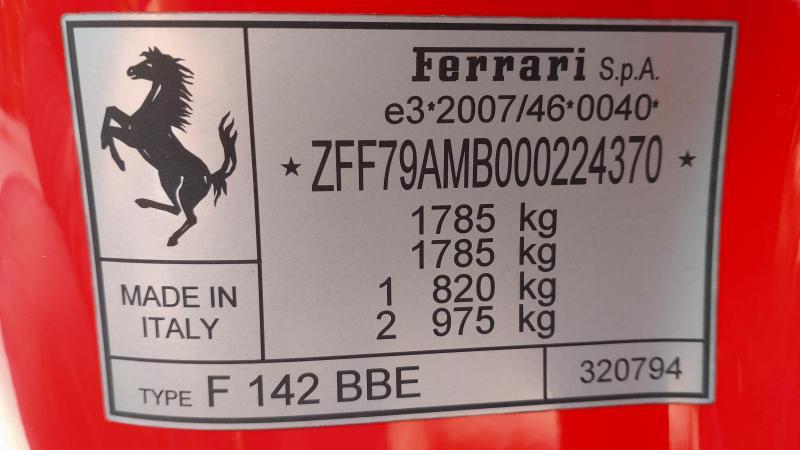 Ferrari S.p.A.
e3*2007/46*0040*
★ ZFF79AMB000224370 ★
1785 kg
1785 kg
1 820 kg
2 975 kg
MADE IN
ITALY
TYPE F 142 BBE
320794